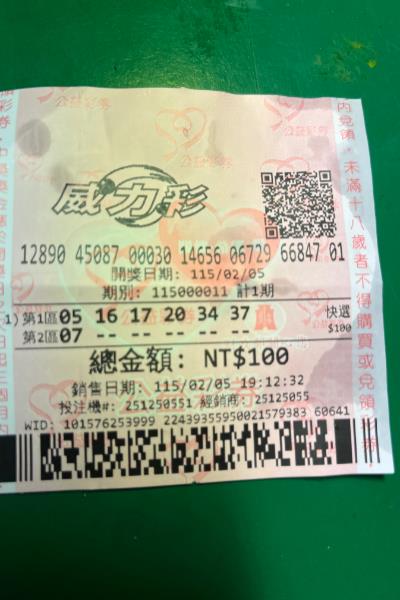 公益彩券
威力彩
12890 45087 00030 14656 06729 66847 01
開獎日期: 115/02/05
期別: 115000011 計1期
1) 第1區 05 16 17 20 34 37 快選
第2區 07 -- -- -- -- -- $100
總金額: NT$100
銷售日期: 115/02/05 19:12:32
投注機#: 251250551 經銷商: 25125055
WID: 101576253999 22439355950021579383 60641
內兌領，未滿十八歲者不得購買或兌領彩券。